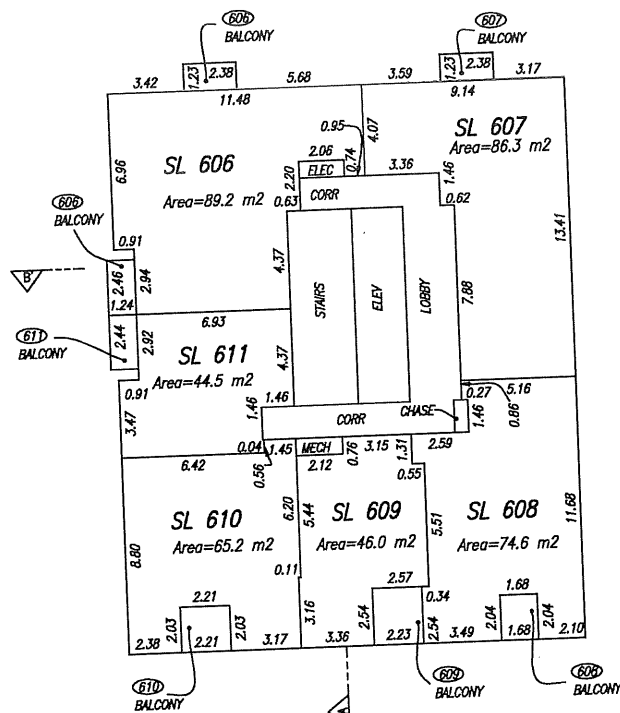 606
BALCONY
607
BALCONY
3.42
1.23
2.38
5.68
3.59
1.23
2.38
3.17
11.48
9.14
0.95
4.07
SL 607
Area=86.3 m2
6.96
SL 606
Area=89.2 m2
2.06
ELEC
0.74
3.36
2.20
CORR
0.63
1.46
0.62
13.41
606
BALCONY
0.91
2.46
2.94
1.24
4.37
STAIRS
ELEV
LOBBY
7.88
B'
611
BALCONY
2.44
2.92
6.93
SL 611
Area=44.5 m2
4.37
0.91
3.47
1.46
1.46
CORR
CHASE
0.27
5.16
1.46
0.86
0.04
1.45
MECH
0.76
3.15
1.31
2.59
6.42
0.56
2.12
0.55
SL 610
Area=65.2 m2
8.80
6.20
5.44
SL 609
Area=46.0 m2
5.51
SL 608
Area=74.6 m2
11.68
0.11
2.21
2.03
2.03
2.57
0.34
1.68
2.04
2.04
3.16
2.54
2.54
2.38
2.21
3.17
3.36
2.23
3.49
1.68
2.10
610
BALCONY
609
BALCONY
608
BALCONY